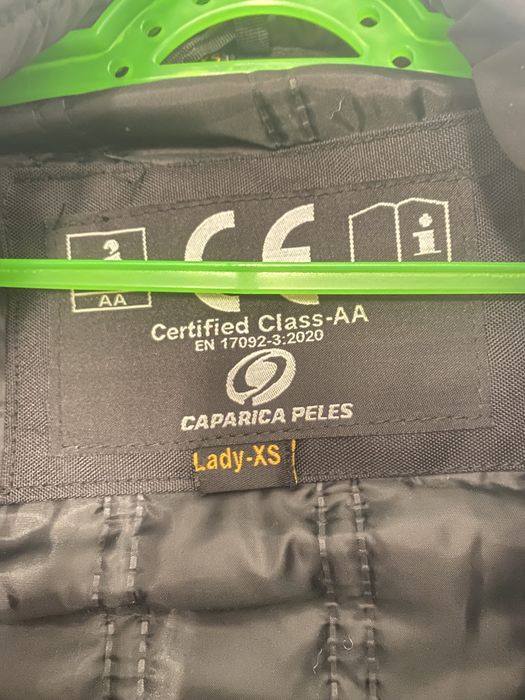 AA
CE
i
Certified Class-AA
EN 17092-3:2020
CAPARICA PELES
Lady-XS